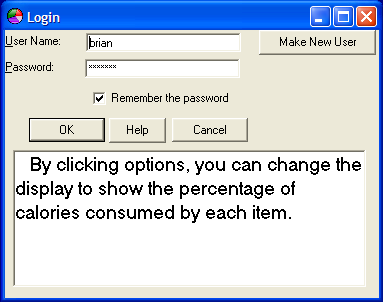 Login
User Name:
brian
Make New User
Password:
×××××××
Remember the password
OK
Help
Cancel
By clicking options, you can change the
display to show the percentage of
calories consumed by each item.